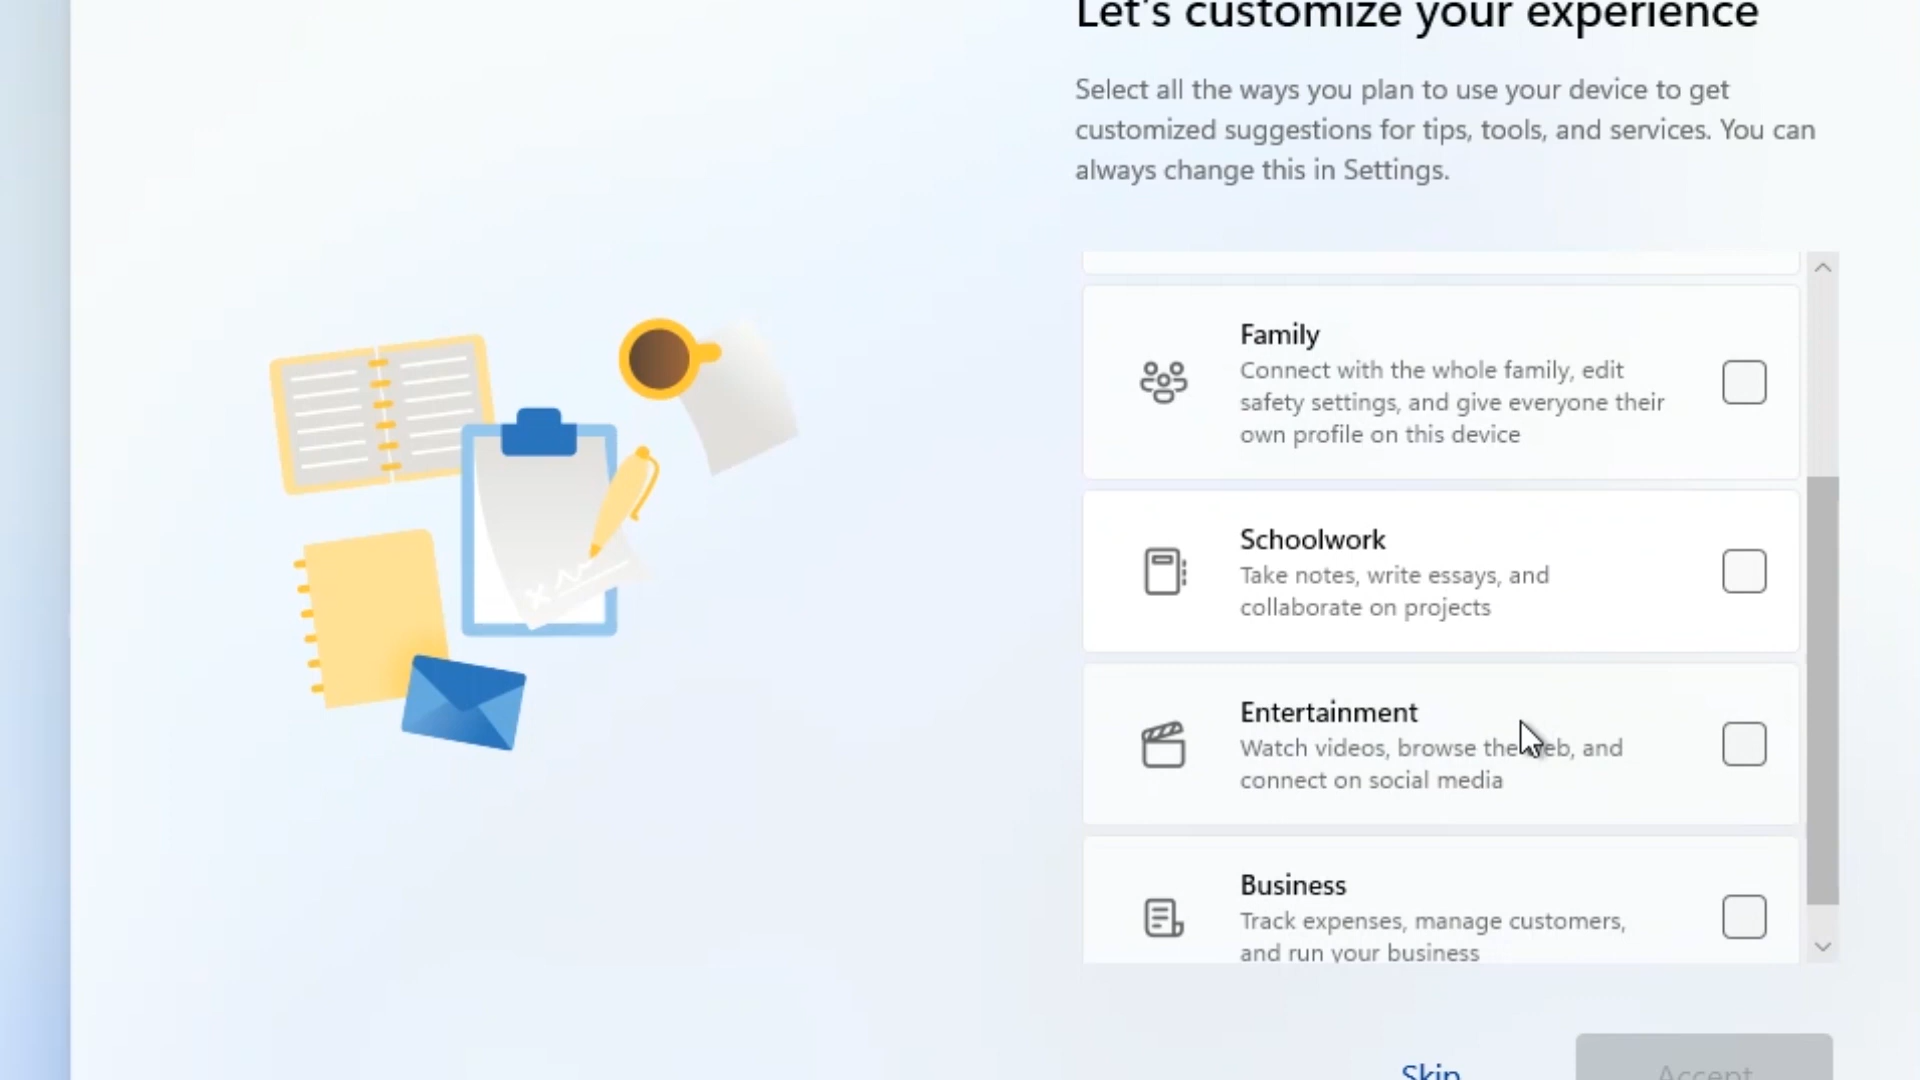 Let's customize your experience
Select all the ways you plan to use your device to get
customized suggestions for tips, tools, and services. You can
always change this in Settings.
Family
Connect with the whole family, edit
safety settings, and give everyone their
own profile on this device
Schoolwork
Take notes, write essays, and
collaborate on projects
Entertainment
Watch videos, browse the web, and
connect on social media
Business
Track expenses, manage customers,
and run your business
Skip
Accept